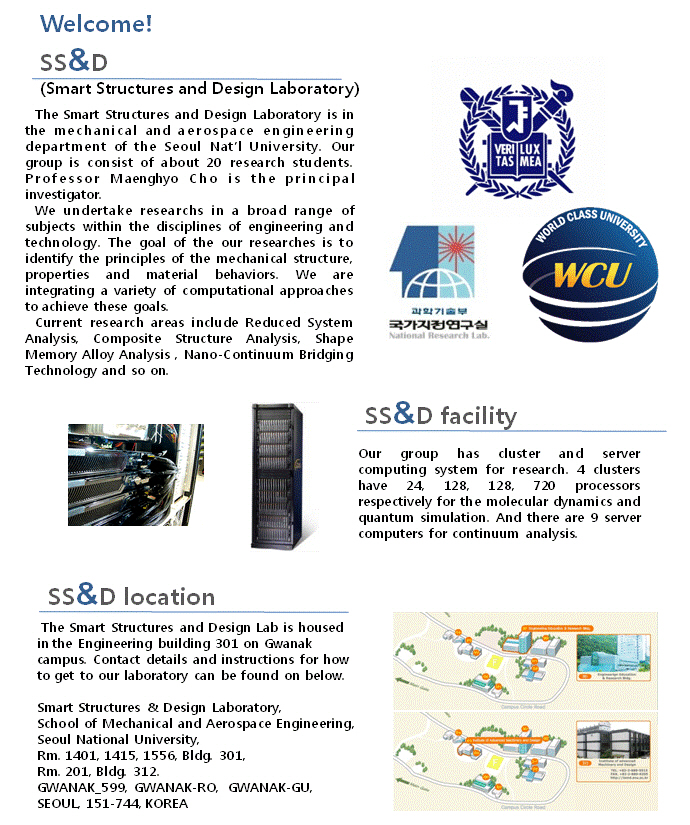 Welcome!
SS&D
(Smart Structures and Design Laboratory)
The Smart Structures and Design Laboratory is in
the mechanical and aerospace engineering
department of the Seoul Nat'l University. Our
group is consist of about 20 research students.
Professor Maenghyo Cho is the principal
investigator.
We undertake researchs in a broad range of
subjects within the disciplines of engineering and
technology. The goal of the our researches is to
identify the principles of the mechanical structure,
properties and material behaviors. We are
integrating a variety of computational approaches
to achieve these goals.
Current research areas include Reduced System
Analysis, Composite Structure Analysis, Shape
Memory Alloy Analysis , Nano-Continuum Bridging
Technology and so on.
VERI LUX
TAS MEA
WORLD CLASS UNIVERSITY
WCU
과학기술부
국가지정연구실
National Research Lab.
SS&D facility
Our group has cluster and server
computing system for research. 4 clusters
have 24, 128, 128, 720 processors
respectively for the molecular dynamics and
quantum simulation. And there are 9 server
computers for continuum analysis.
SS&D location
The Smart Structures and Design Lab is housed
in the Engineering building 301 on Gwanak
campus. Contact details and instructions for how
to get to our laboratory can be found on below.
Smart Structures & Design Laboratory,
School of Mechanical and Aerospace Engineering,
Seoul National University,
Rm. 1401, 1415, 1556, Bldg. 301,
Rm. 201, Bldg. 312.
GWANAK_599, GWANAK-RO, GWANAK-GU,
SEOUL, 151-744, KOREA
Campus Circle Road
Engineering Education
& Research Bldg.
Campus Circle Road
Institute of Advanced
Machinery and Design